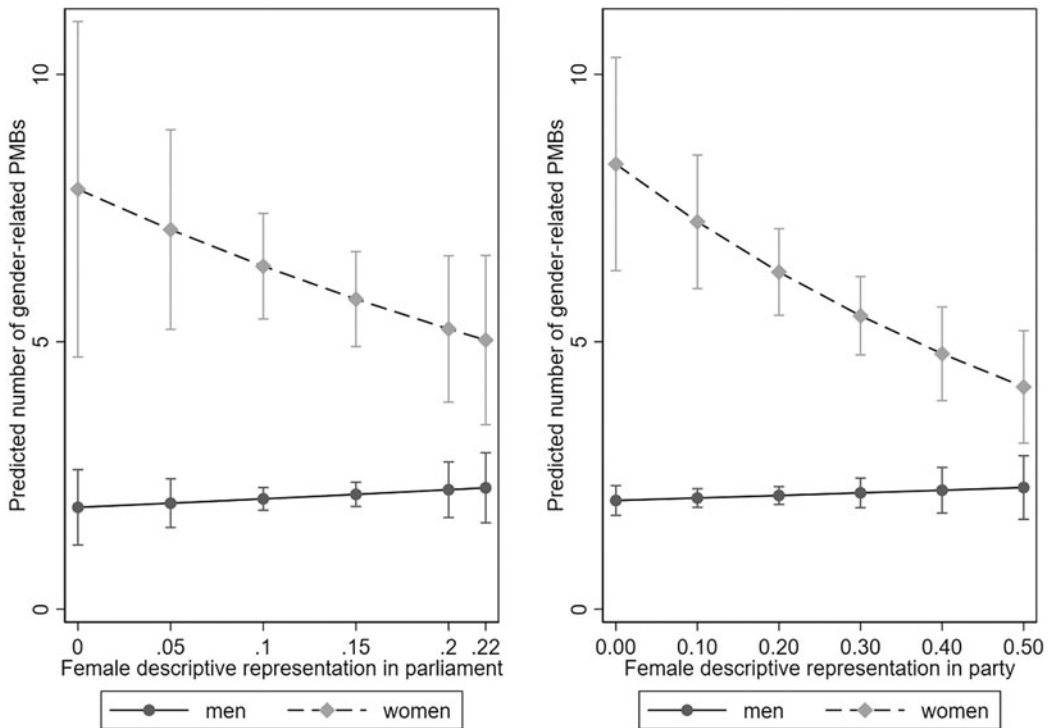 Predicted number of gender-related PMBs
10
5
0
0 .05 .1 .15 .2 .22
Female descriptive representation in parliament
men women
Predicted number of gender-related PMBs
10
5
0
0.00 0.10 0.20 0.30 0.40 0.50
Female descriptive representation in party
men women